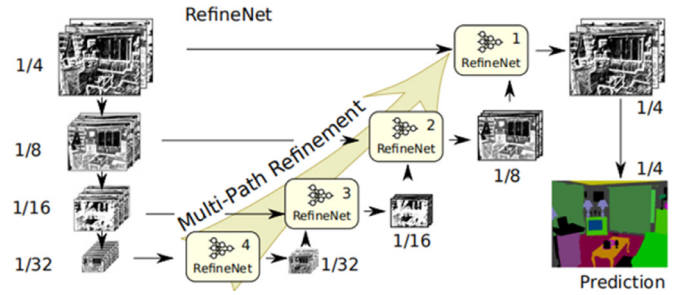 RefineNet
1/4
1
RefineNet
1/4
1/8
2
RefineNet
1/8
1/4
Multi-Path Refinement
1/16
3
RefineNet
1/16
1/32
4
RefineNet
1/32
Prediction